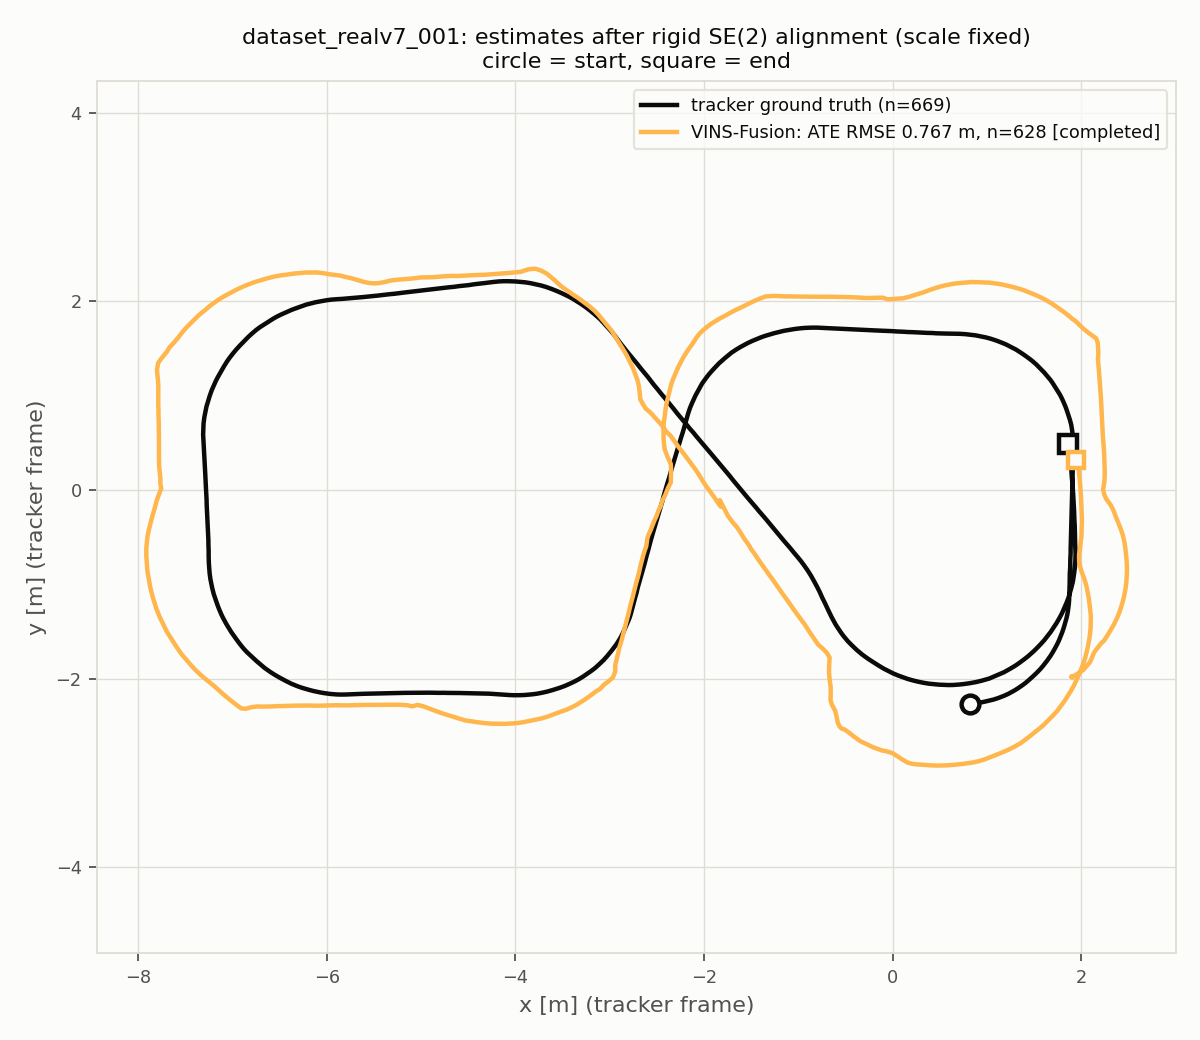 dataset_realv7_001: estimates after rigid SE(2) alignment (scale fixed)
circle = start, square = end
tracker ground truth (n=669)
VINS-Fusion: ATE RMSE 0.767 m, n=628 [completed]
y [m] (tracker frame)
4
2
0
−2
−4
−8
−6
−4
−2
0
2
x [m] (tracker frame)